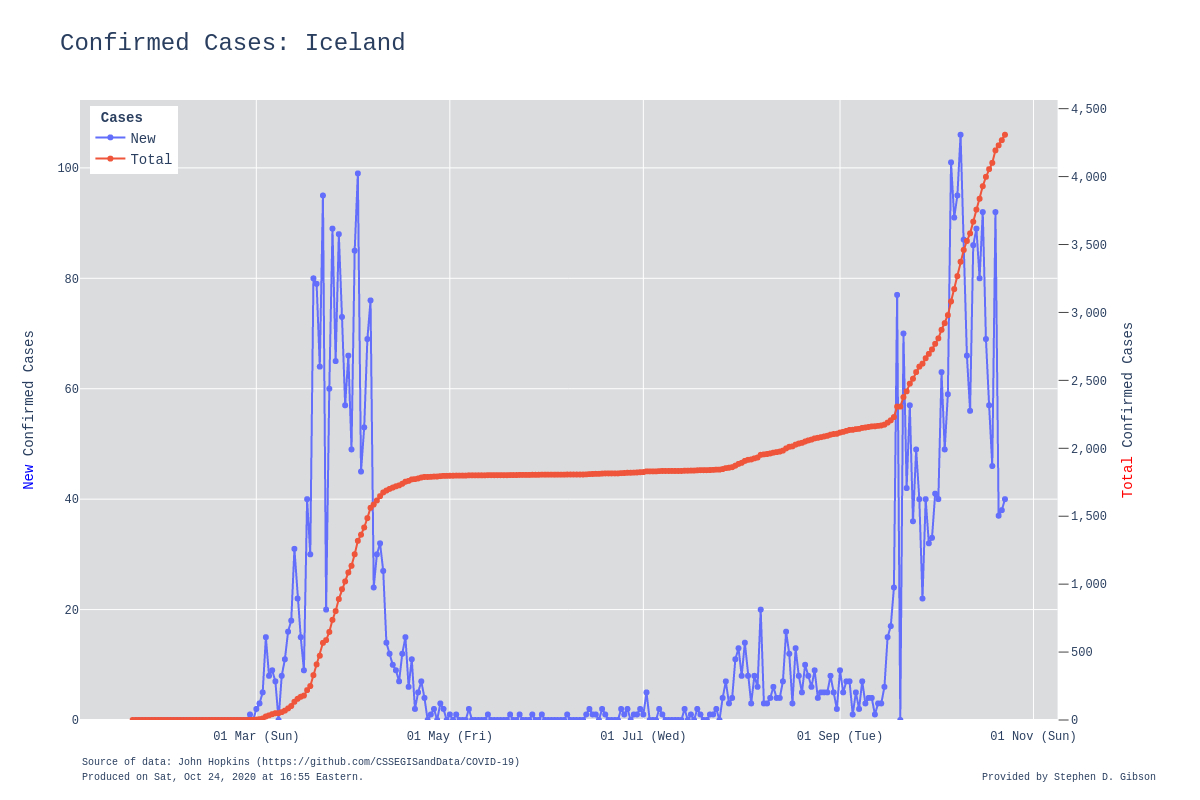 Confirmed Cases: Iceland
Cases
New
Total
4,500
100
4,000
80
3,500
3,000
60
2,500
2,000
40
1,500
20
1,000
500
0
0
New Confirmed Cases
Total Confirmed Cases
01 Mar (Sun) 01 May (Fri) 01 Jul (Wed) 01 Sep (Tue) 01 Nov (Sun)
Source of data: John Hopkins (https://github.com/CSSEGISandData/COVID-19)
Produced on Sat, Oct 24, 2020 at 16:55 Eastern.
Provided by Stephen D. Gibson